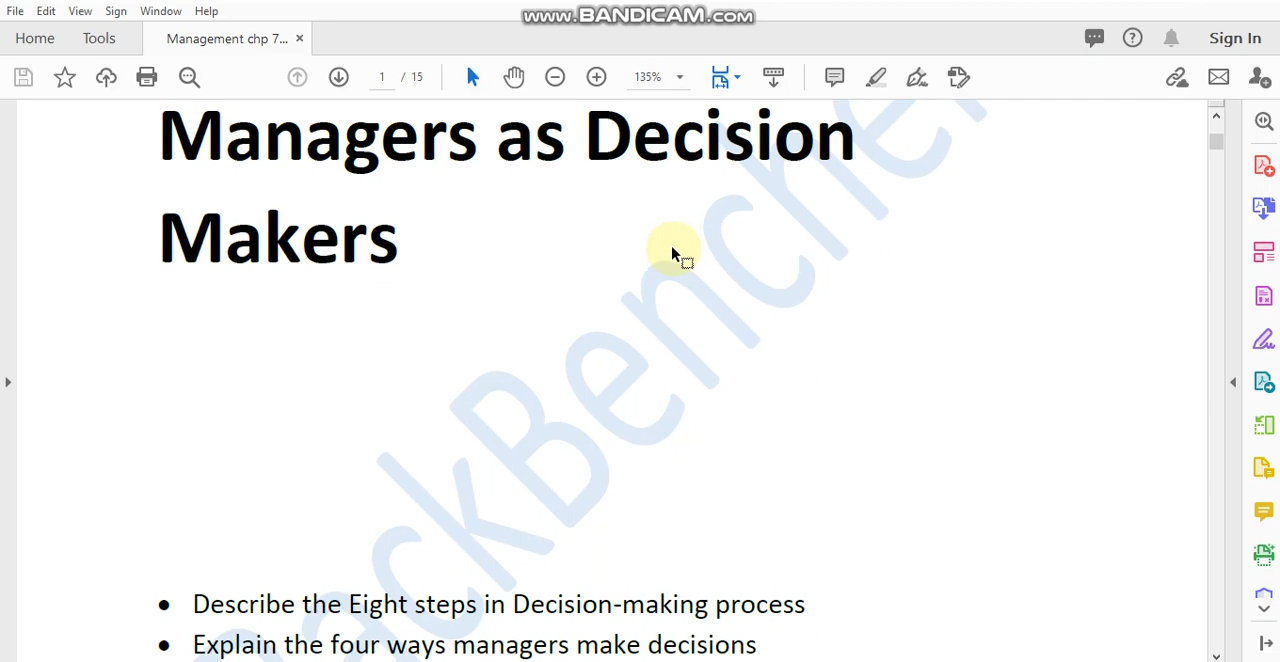 File Edit View Sign Window Help
www.BANDICAM.com
Home Tools Management chp 7... × Sign In
1 / 15 135%
Managers as Decision
Makers
BackBencher
• Describe the Eight steps in Decision-making process
• Explain the four ways managers make decisions